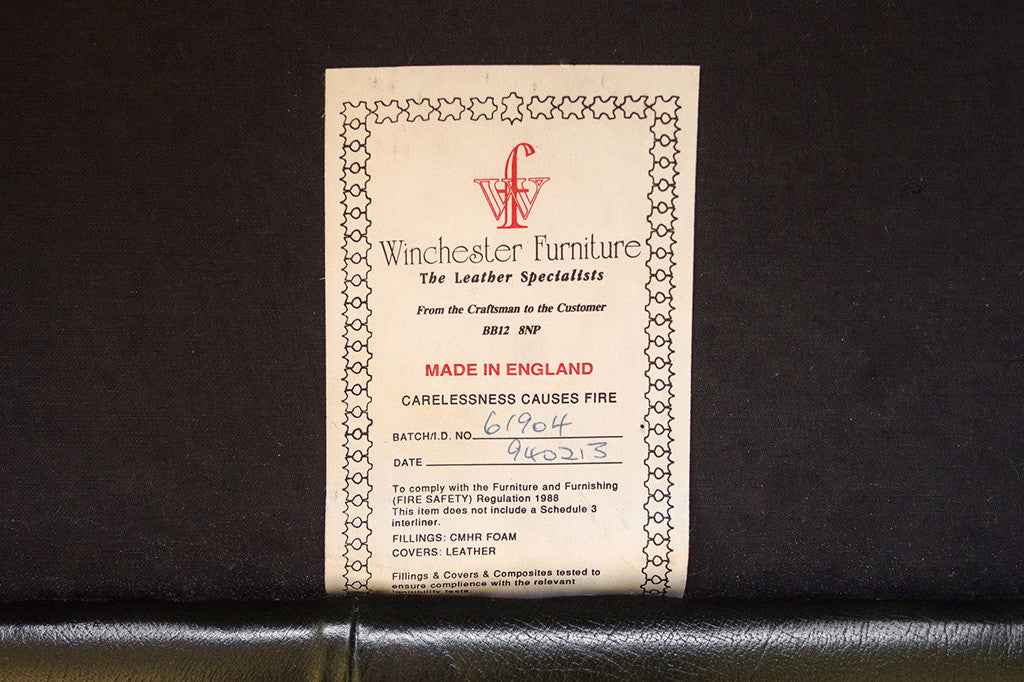 fW
Winchester Furniture
The Leather Specialists
From the Craftsman to the Customer
BB12 8NP
MADE IN ENGLAND
CARELESSNESS CAUSES FIRE
BATCH/I.D. NO. 61904
DATE 940213
To comply with the Furniture and Furnishing
(FIRE SAFETY) Regulation 1988
This item does not include a Schedule 3
interliner.
FILLINGS: CMHR FOAM
COVERS: LEATHER
Fillings & Covers & Composites tested to
ensure compliance with the relevant